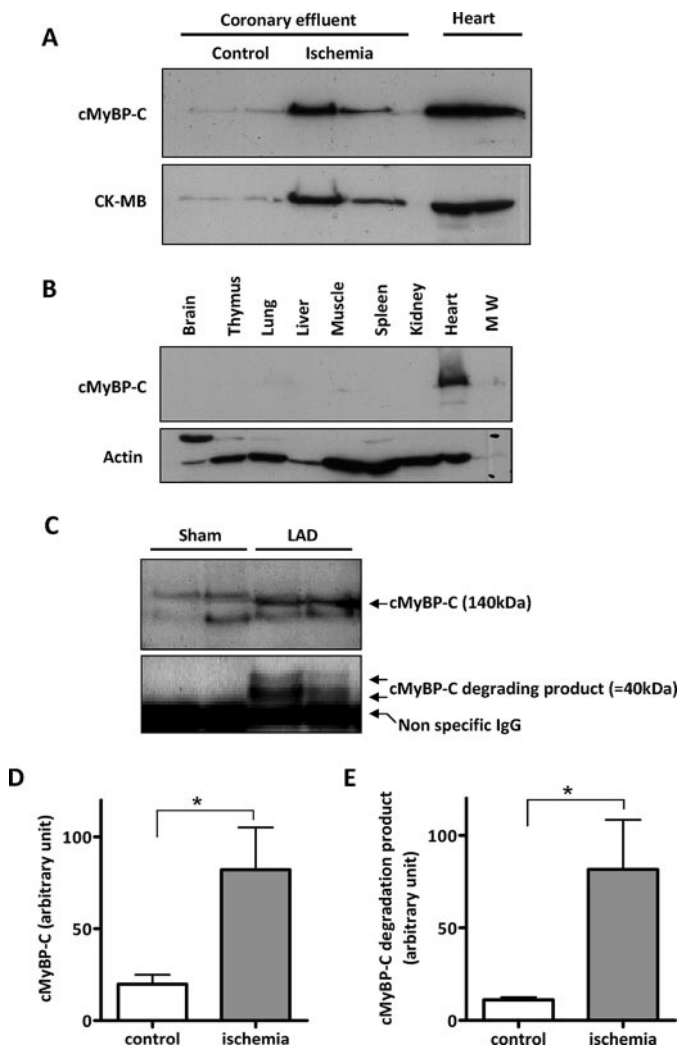 A
Coronary effluent
Heart
Control
Ischemia
cMyBP-C
CK-MB
B
Brain
Thymus
Lung
Liver
Muscle
Spleen
Kidney
Heart
M W
cMyBP-C
Actin
C
Sham
LAD
cMyBP-C (140kDa)
cMyBP-C degrading product (=40kDa)
Non specific IgG
D
cMyBP-C (arbitrary unit)
100
50
0
*
control
ischemia
E
cMyBP-C degradation product
(arbitrary unit)
100
50
0
*
control
ischemia